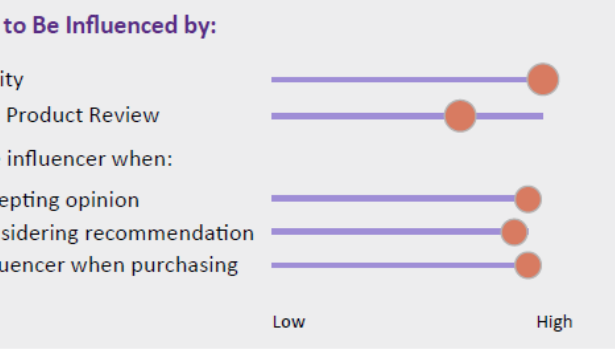 to Be Influenced by:
ity
Product Review
influencer when:
epting opinion
sidering recommendation
uencer when purchasing
Low High